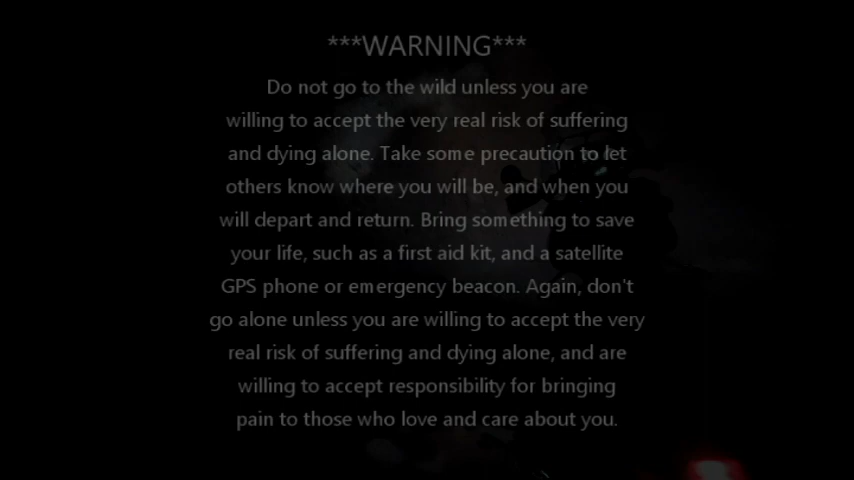 ***WARNING***
Do not go to the wild unless you are
willing to accept the very real risk of suffering
and dying alone. Take some precaution to let
others know where you will be, and when you
will depart and return. Bring something to save
your life, such as a first aid kit, and a satellite
GPS phone or emergency beacon. Again, don't
go alone unless you are willing to accept the very
real risk of suffering and dying alone, and are
willing to accept responsibility for bringing
pain to those who love and care about you.